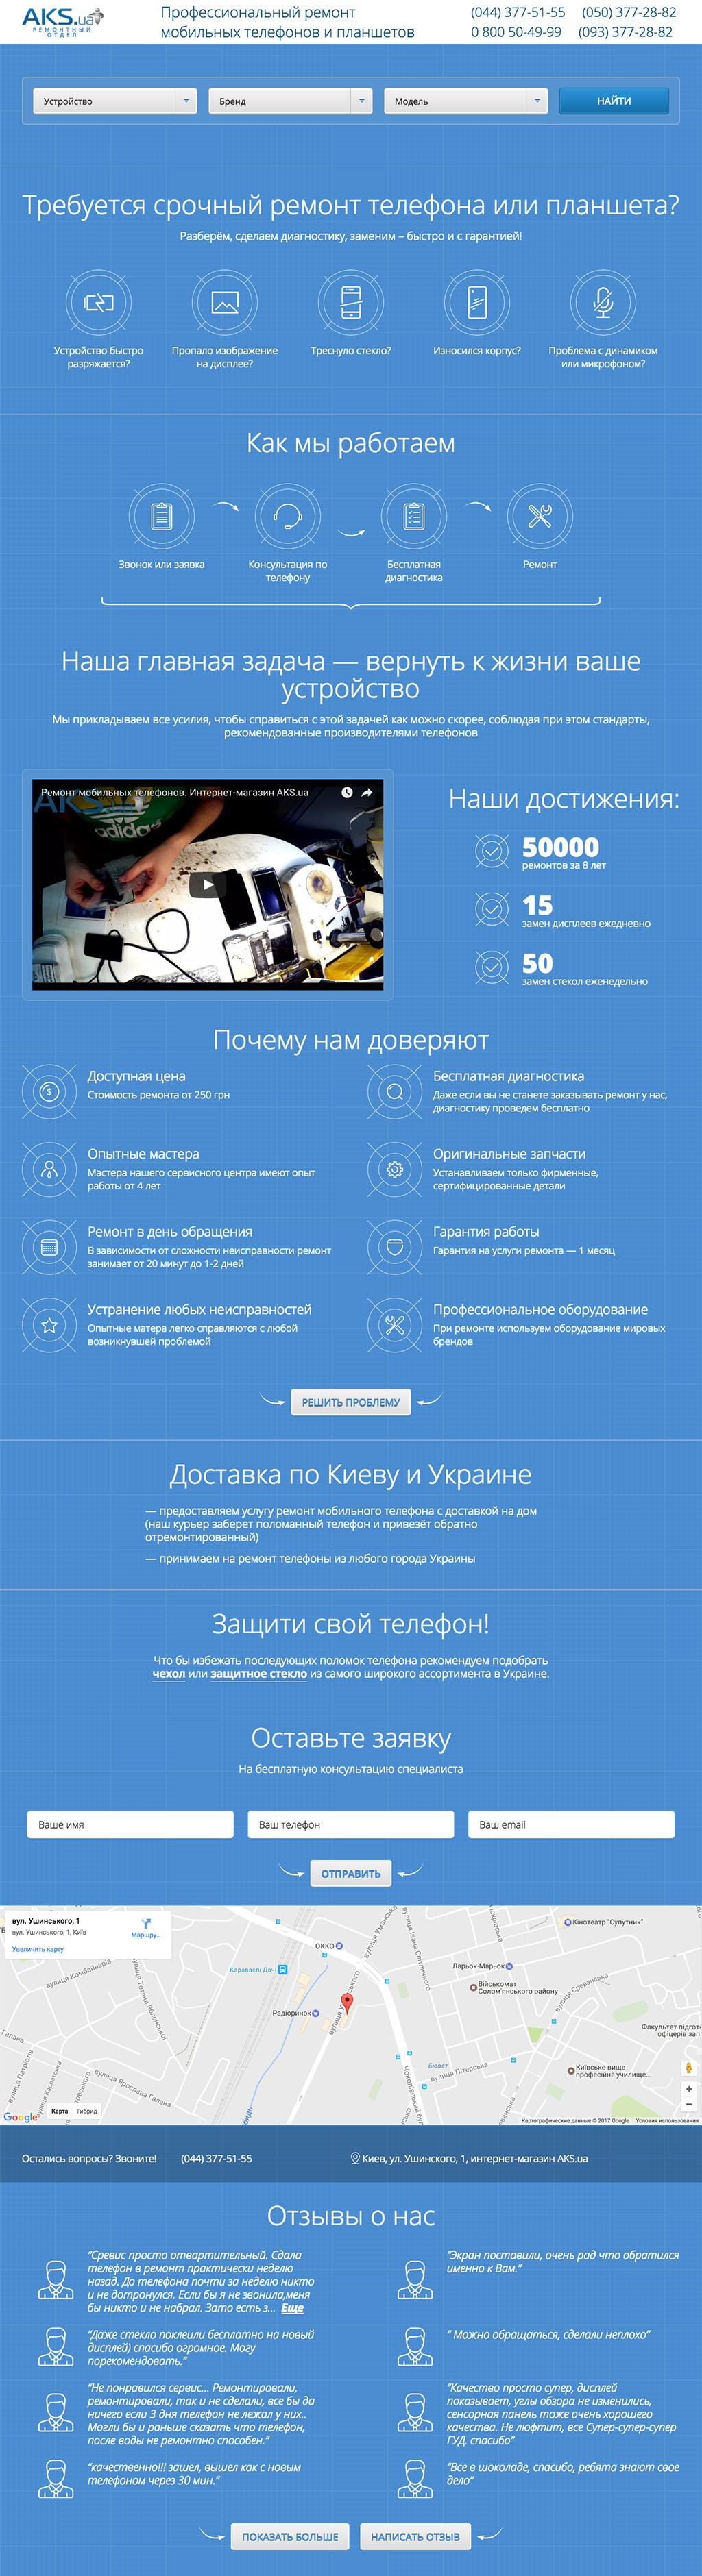 AKS.ua
РЕМОНТНЫЙ
ОТДЕЛ
Профессиональный ремонт
мобильных телефонов и планшетов
(044) 377-51-55 (050) 377-28-82
0 800 50-49-99 (093) 377-28-82
Устройство
Бренд
Модель
НАЙТИ
Требуется срочный ремонт телефона или планшета?
Разберём, сделаем диагностику, заменим – быстро и с гарантией!
Устройство быстро
разряжается?
Пропало изображение
на дисплее?
Треснуло стекло?
Износился корпус?
Проблема с динамиком
или микрофоном?
Как мы работаем
Звонок или заявка
Консультация по
телефону
Бесплатная
диагностика
Ремонт
Наша главная задача — вернуть к жизни ваше
устройство
Мы прикладываем все усилия, чтобы справиться с этой задачей как можно скорее, соблюдая при этом стандарты,
рекомендованные производителями телефонов
AKS
Ремонт мобильных телефонов. Интернет-магазин AKS.ua
adidas
Наши достижения:
50000
ремонтов за 8 лет
15
замен дисплеев ежедневно
50
замен стекол еженедельно
Почему нам доверяют
Доступная цена
Стоимость ремонта от 250 грн
Бесплатная диагностика
Даже если вы не станете заказывать ремонт у нас,
диагностику проведем бесплатно
Опытные мастера
Мастера нашего сервисного центра имеют опыт
работы от 4 лет
Оригинальные запчасти
Устанавливаем только фирменные,
сертифицированные детали
Ремонт в день обращения
В зависимости от сложности неисправности ремонт
занимает от 20 минут до 1-2 дней
Гарантия работы
Гарантия на услуги ремонта — 1 месяц
Устранение любых неисправностей
Опытные матера легко справляются с любой
возникнувшей проблемой
Профессиональное оборудование
При ремонте используем оборудование мировых
брендов
РЕШИТЬ ПРОБЛЕМУ
Доставка по Киеву и Украине
— предоставляем услугу ремонт мобильного телефона с доставкой на дом
(наш курьер заберет поломанный телефон и привезёт обратно
отремонтированный)
— принимаем на ремонт телефоны из любого города Украины
Защити свой телефон!
Что бы избежать последующих поломок телефона рекомендуем подобрать
чехол или защитное стекло из самого широкого ассортимента в Украине.
Оставьте заявку
На бесплатную консультацию специалиста
Ваше имя
Ваш телефон
Ваш email
ОТПРАВИТЬ
вул. Ушинського, 1
вул. Ушинського, 1, Київ
Маршру...
Увеличить карту
Кінотеатр "Супутник"
ОККО
Караваєві Дачі
Ларьок-Марьок
Військомат
Солом'янського району
вулиця Комбайнерів
вулиця Тетяни Яблонської
вулиця Уманська
вулиця Івана Світличного
вулиця Єреванська
Радіоринок
Факультет підгот
офіцерів зап
Галана
вулиця Патріотів
вулиця Карпатська
вулиця Ярослава Галана
Бювет
вулиця Пітерська
Київське вище
професійне училище...
Google
Карта Гибрид
Картографические данные © 2017 Google Условия использования
Остались вопросы? Звоните! (044) 377-51-55
Киев, ул. Ушинского, 1, интернет-магазин AKS.ua
Отзывы о нас
"Сревис просто отвартительный. Сдала
телефон в ремонт практически неделю
назад. До телефона почти за неделю никто
и не дотронулся. Если бы я не звонила,меня
бы никто и не набрал. Зато есть з... Еще
"Экран поставили, очень рад что обратился
именно к Вам."
"Даже стекло поклеили бесплатно на новый
дисплей) спасибо огромное. Могу
порекомендовать."
" Можно обращаться, сделали неплохо"
"Не понравился сервис... Ремонтировали,
ремонтировали, так и не сделали, все бы да
ничего если 3 дня телефон не лежал у них..
Могли бы и раньше сказать что телефон,
после воды не ремонтно способен."
"Качество просто супер, дисплей
показывает, углы обзора не изменились,
сенсорная панель тоже очень хорошего
качества. Не люфтит, все Супер-супер-супер
ГУД. спасибо"
"качественно!!! зашел, вышел как с новым
телефоном через 30 мин."
"Все в шоколаде, спасибо, ребята знают свое
дело"
ПОКАЗАТЬ БОЛЬШЕ
НАПИСАТЬ ОТЗЫВ